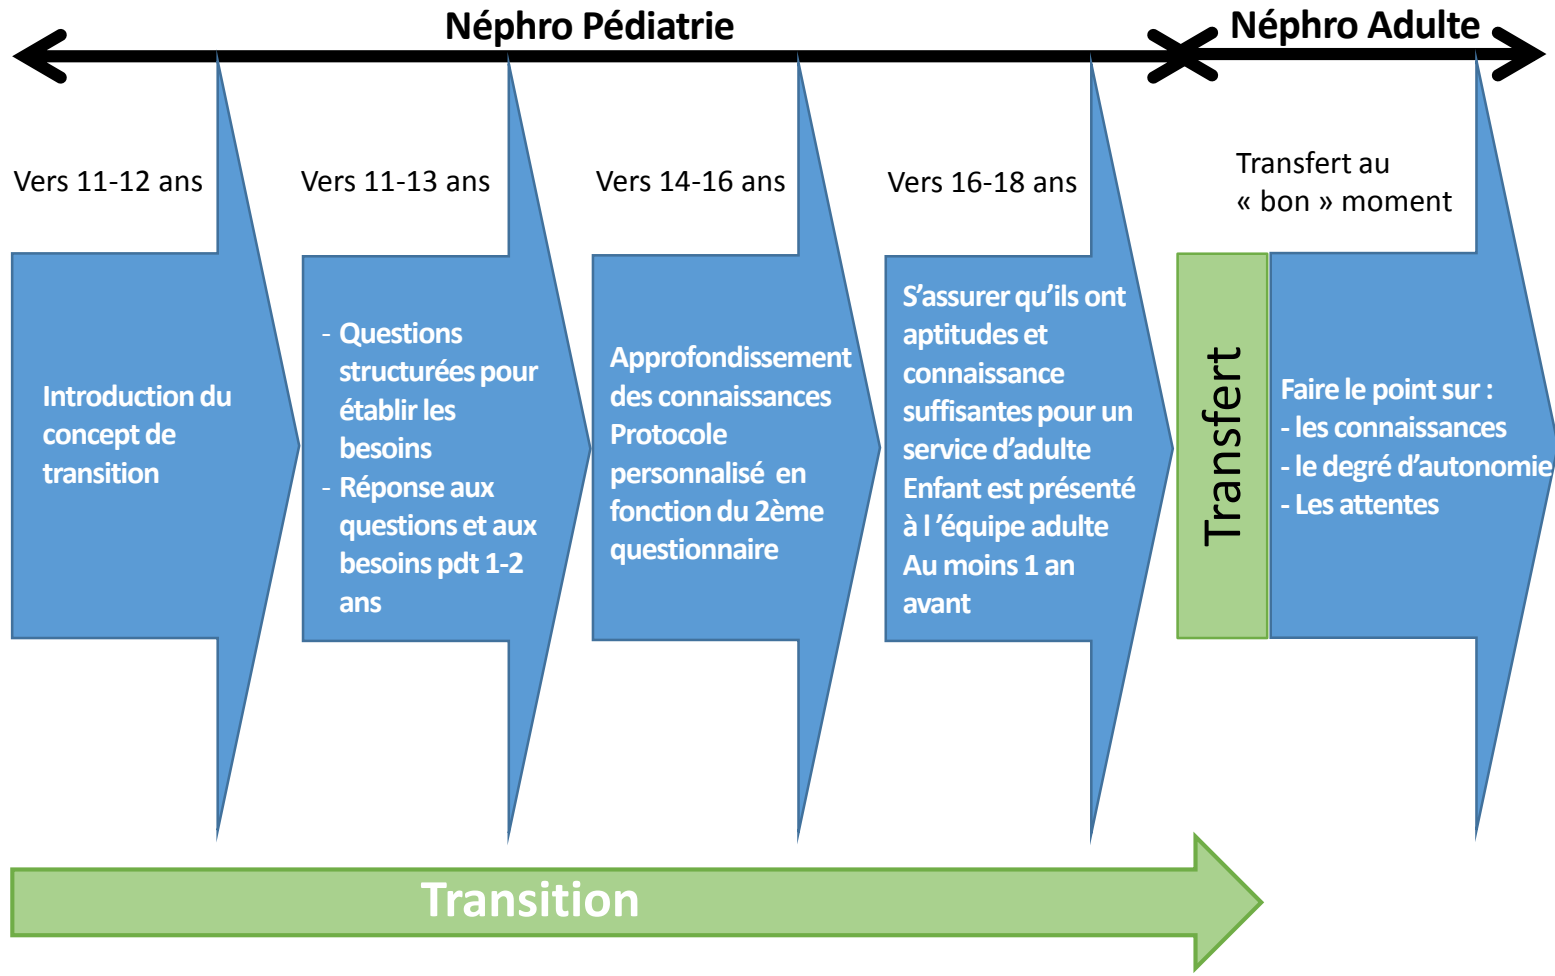 Néphro Pédiatrie
Néphro Adulte
Vers 11-12 ans
Vers 11-13 ans
Vers 14-16 ans
Vers 16-18 ans
Transfert au
« bon » moment
Introduction du
concept de
transition
- Questions
structurées pour
établir les
besoins
- Réponse aux
questions et aux
besoins pdt 1-2
ans
Approfondissement
des connaissances
Protocole
personnalisé en
fonction du 2ème
questionnaire
S'assurer qu'ils ont
aptitudes et
connaissance
suffisantes pour un
service d'adulte
Enfant est présenté
à l 'équipe adulte
Au moins 1 an
avant
Transfert
Faire le point sur :
- les connaissances
- le degré d'autonomie
- Les attentes
Transition